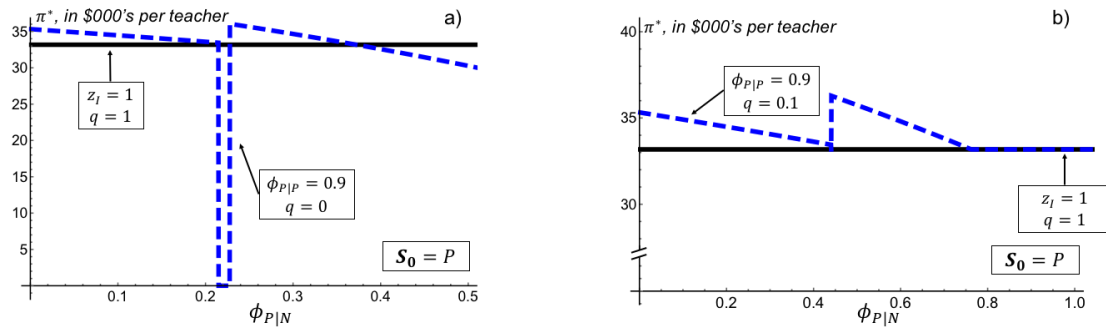 π*, in $000's per teacher
a)
35
30
25
20
15
10
5
z_I = 1
q = 1
ϕ_{P|P} = 0.9
q = 0
S_0 = P
0.1 0.2 0.3 0.4 0.5
ϕ_{P|N}
π*, in $000's per teacher
b)
40
35
30
ϕ_{P|P} = 0.9
q = 0.1
z_I = 1
q = 1
S_0 = P
0.2 0.4 0.6 0.8 1.0
ϕ_{P|N}